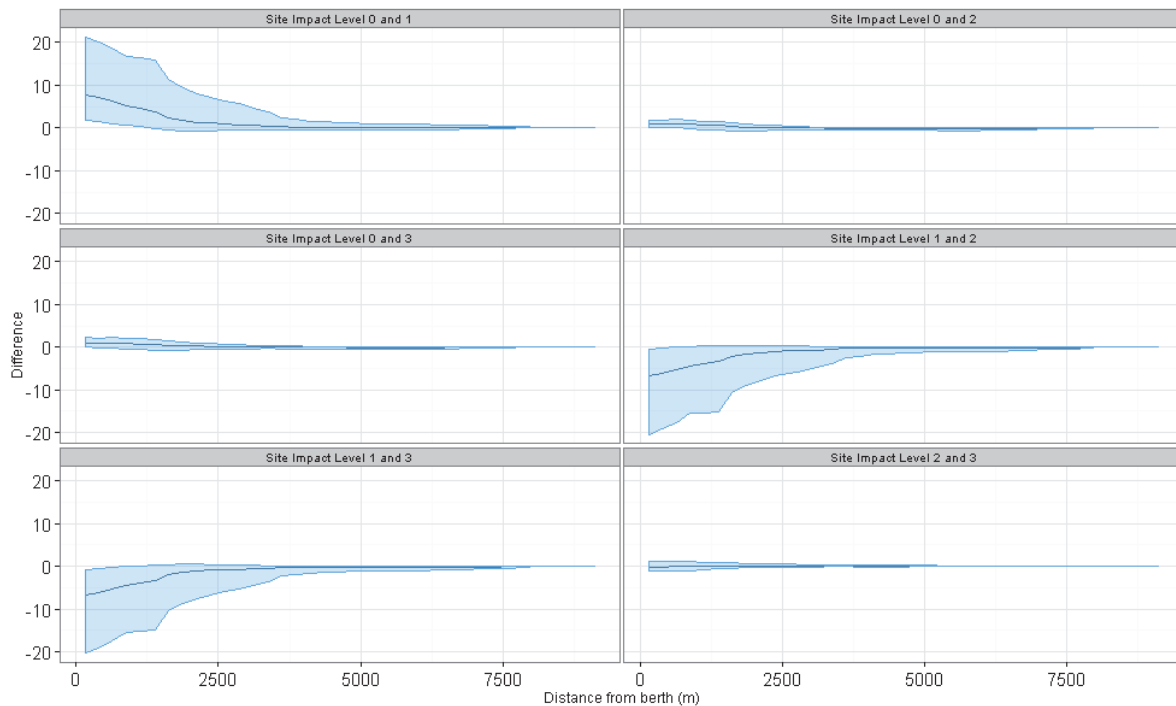 Site Impact Level 0 and 1
Site Impact Level 0 and 2
20
10
0
-10
-20
Site Impact Level 0 and 3
Site Impact Level 1 and 2
20
10
0
-10
-20
Difference
Site Impact Level 1 and 3
Site Impact Level 2 and 3
20
10
0
-10
-20
0 2500 5000 7500 0 2500 5000 7500
Distance from berth (m)